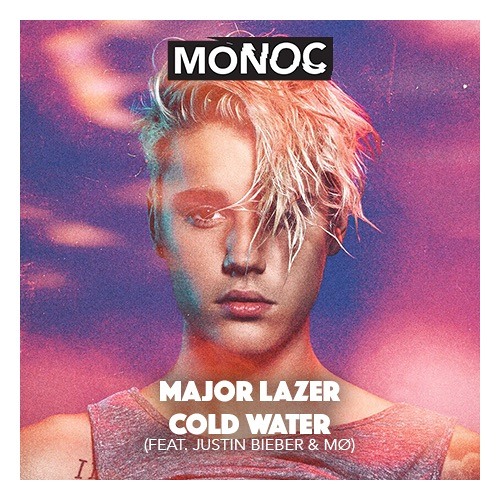 MONOC
MAJOR LAZER
COLD WATER
(FEAT. JUSTIN BIEBER & MØ)